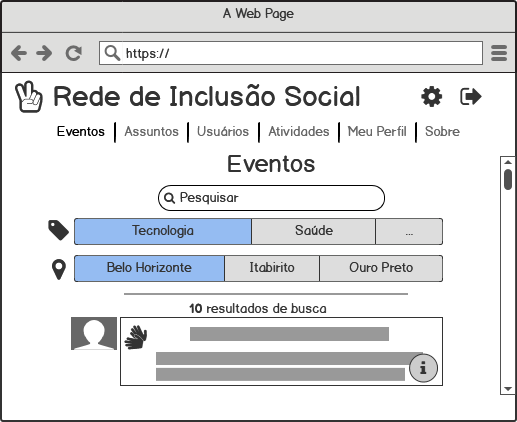 A Web Page
https://
Rede de Inclusão Social
Eventos Assuntos Usuários Atividades Meu Perfil Sobre
Eventos
Pesquisar
Tecnologia Saúde ...
Belo Horizonte Itabirito Ouro Preto
10 resultados de busca
i